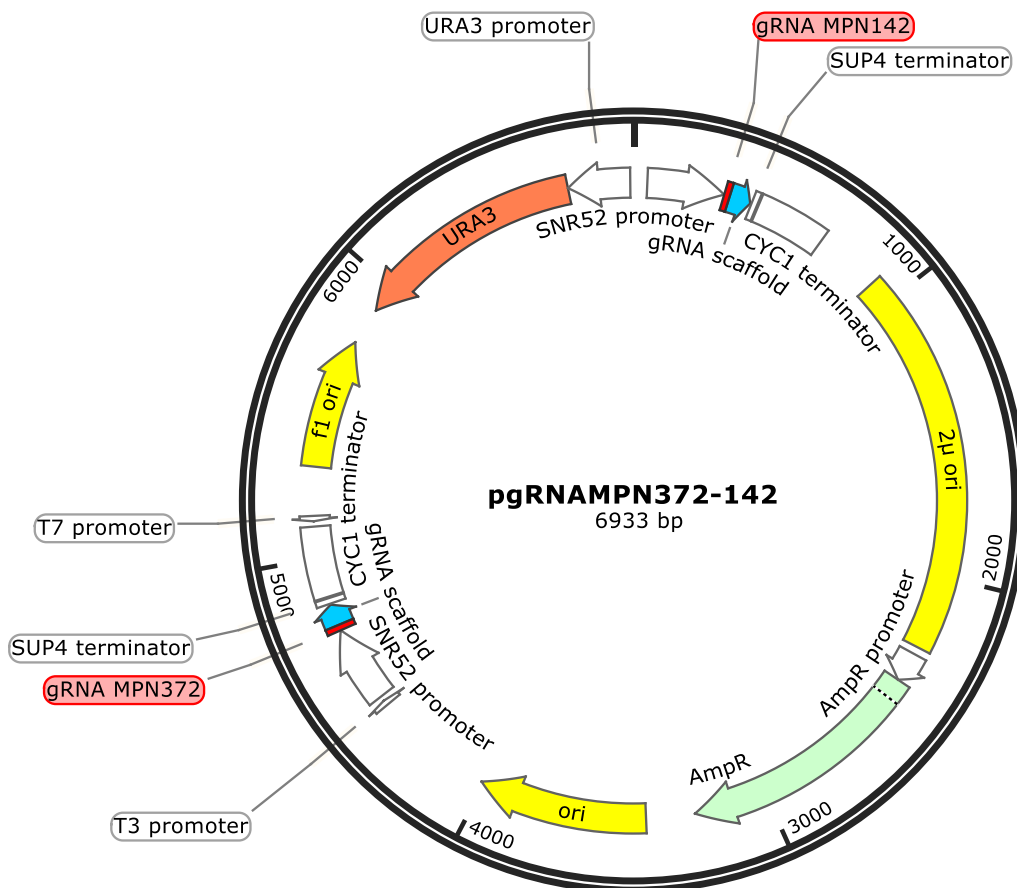 URA3 promoter
gRNA MPN142
SUP4 terminator
URA3
SNR52 promoter
gRNA scaffold
CYC1 terminator
1000
6000
f1 ori
2μ ori
pgRNAMPN372-142
6933 bp
T7 promoter
CYC1 terminator
gRNA scaffold
5000
2000
SUP4 terminator
gRNA MPN372
SNR52 promoter
AmpR promoter
AmpR
T3 promoter
ori
4000
3000